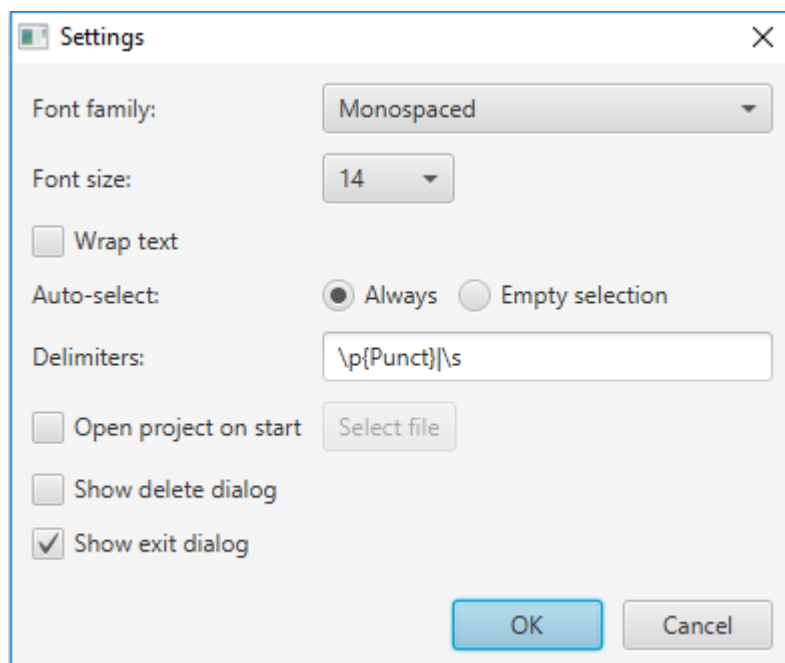 Settings
Font family: Monospaced
Font size: 14
Wrap text
Auto-select: Always Empty selection
Delimiters: \p{Punct}|\s
Open project on start Select file
Show delete dialog
Show exit dialog
OK Cancel